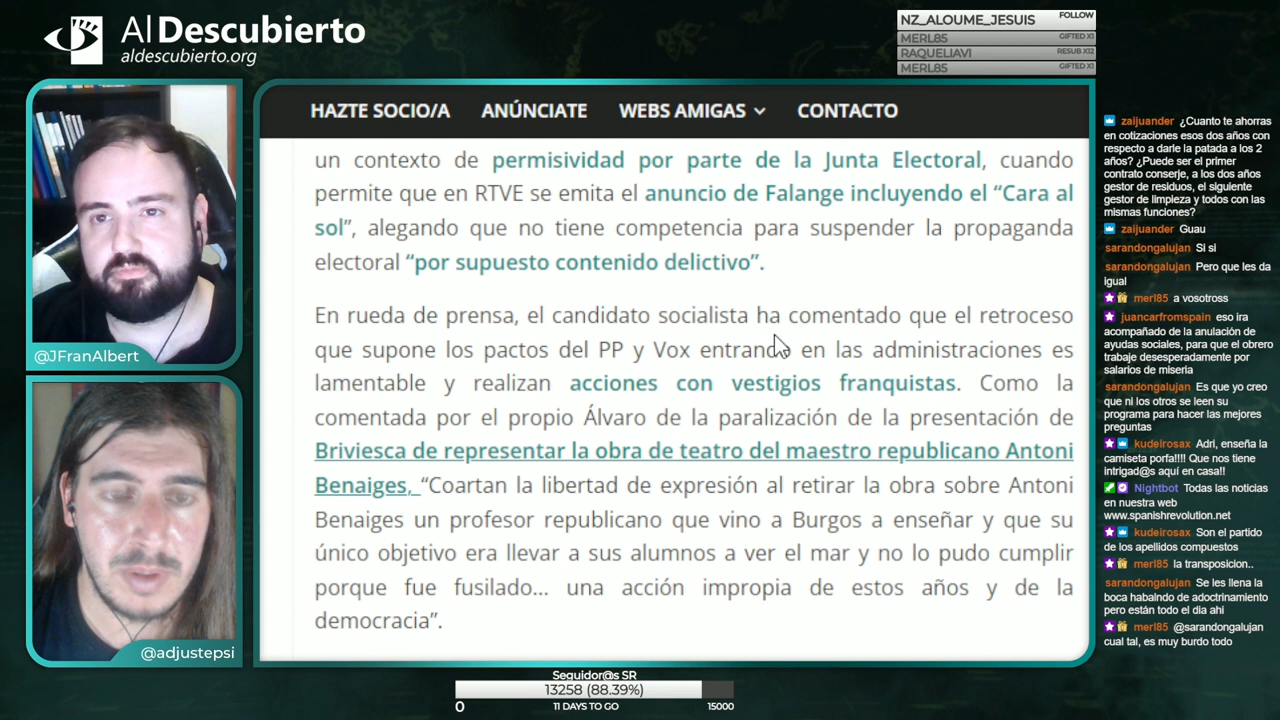 Al Descubierto
aldescubierto.org
NZ_ALOUME_JESUIS FOLLOW
MERL85 GIFTED X1
RAQUELIAVI RESUB X12
MERL85 GIFTED X1
HAZTE SOCIO/A ANÚNCIATE WEBS AMIGAS CONTACTO
un contexto de permisividad por parte de la Junta Electoral, cuando
permite que en RTVE se emita el anuncio de Falange incluyendo el “Cara al
sol”, alegando que no tiene competencia para suspender la propaganda
electoral “por supuesto contenido delictivo”.
En rueda de prensa, el candidato socialista ha comentado que el retroceso
que supone los pactos del PP y Vox entrando en las administraciones es
lamentable y realizan acciones con vestigios franquistas. Como la
comentada por el propio Álvaro de la paralización de la presentación de
Briviesca de representar la obra de teatro del maestro republicano Antoni
Benaiges, “Coartan la libertad de expresión al retirar la obra sobre Antoni
Benaiges un profesor republicano que vino a Burgos a enseñar y que su
único objetivo era llevar a sus alumnos a ver el mar y no lo pudo cumplir
porque fue fusilado… una acción impropia de estos años y de la
democracia”.
@JFranAlbert
@adjustepsi
zaijuander ¿Cuanto te ahorras
en cotizaciones esos dos años con
respecto a darle la patada a los 2
años? ¿Puede ser el primer
contrato conserje, a los dos años
gestor de residuos, el siguiente
gestor de limpieza y todos con las
mismas funciones?
zaijuander Guau
sarandongalujan Si si
sarandongalujan Pero que les da
igual
merl85 a vosotross
juancarfromspain eso ira
acompañado de la anulación de
ayudas sociales, para que el obrero
trabaje desesperadamente por
salarios de miseria
sarandongalujan Es que yo creo
que ni los otros se leen su
programa para hacer las mejores
preguntas
kudeirosax Adri, enseña la
camiseta porfa!!!! Que nos tiene
intrigad@s aquí en casa!!
Nightbot Todas las noticias
en nuestra web
www.spanishrevolution.net
kudeirosax Son el partido
de los apellidos compuestos
merl85 la transposicion..
sarandongalujan Se les llena la
boca habalndo de adoctrinamiento
pero están todo el dia ahi
merl85 @sarandongalujan
cual tal, es muy burdo todo
Seguidor@s SR
13258 (88.39%)
0 11 DAYS TO GO 15000